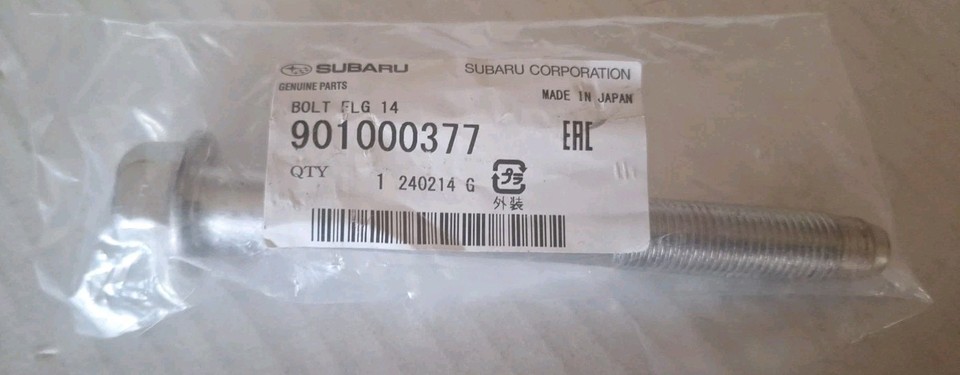 SUBARU SUBARU CORPORATION
GENUINE PARTS
MADE IN JAPAN
BOLT FLG 14
901000377
EAC
QTY 1 240214 G
プラ
外装